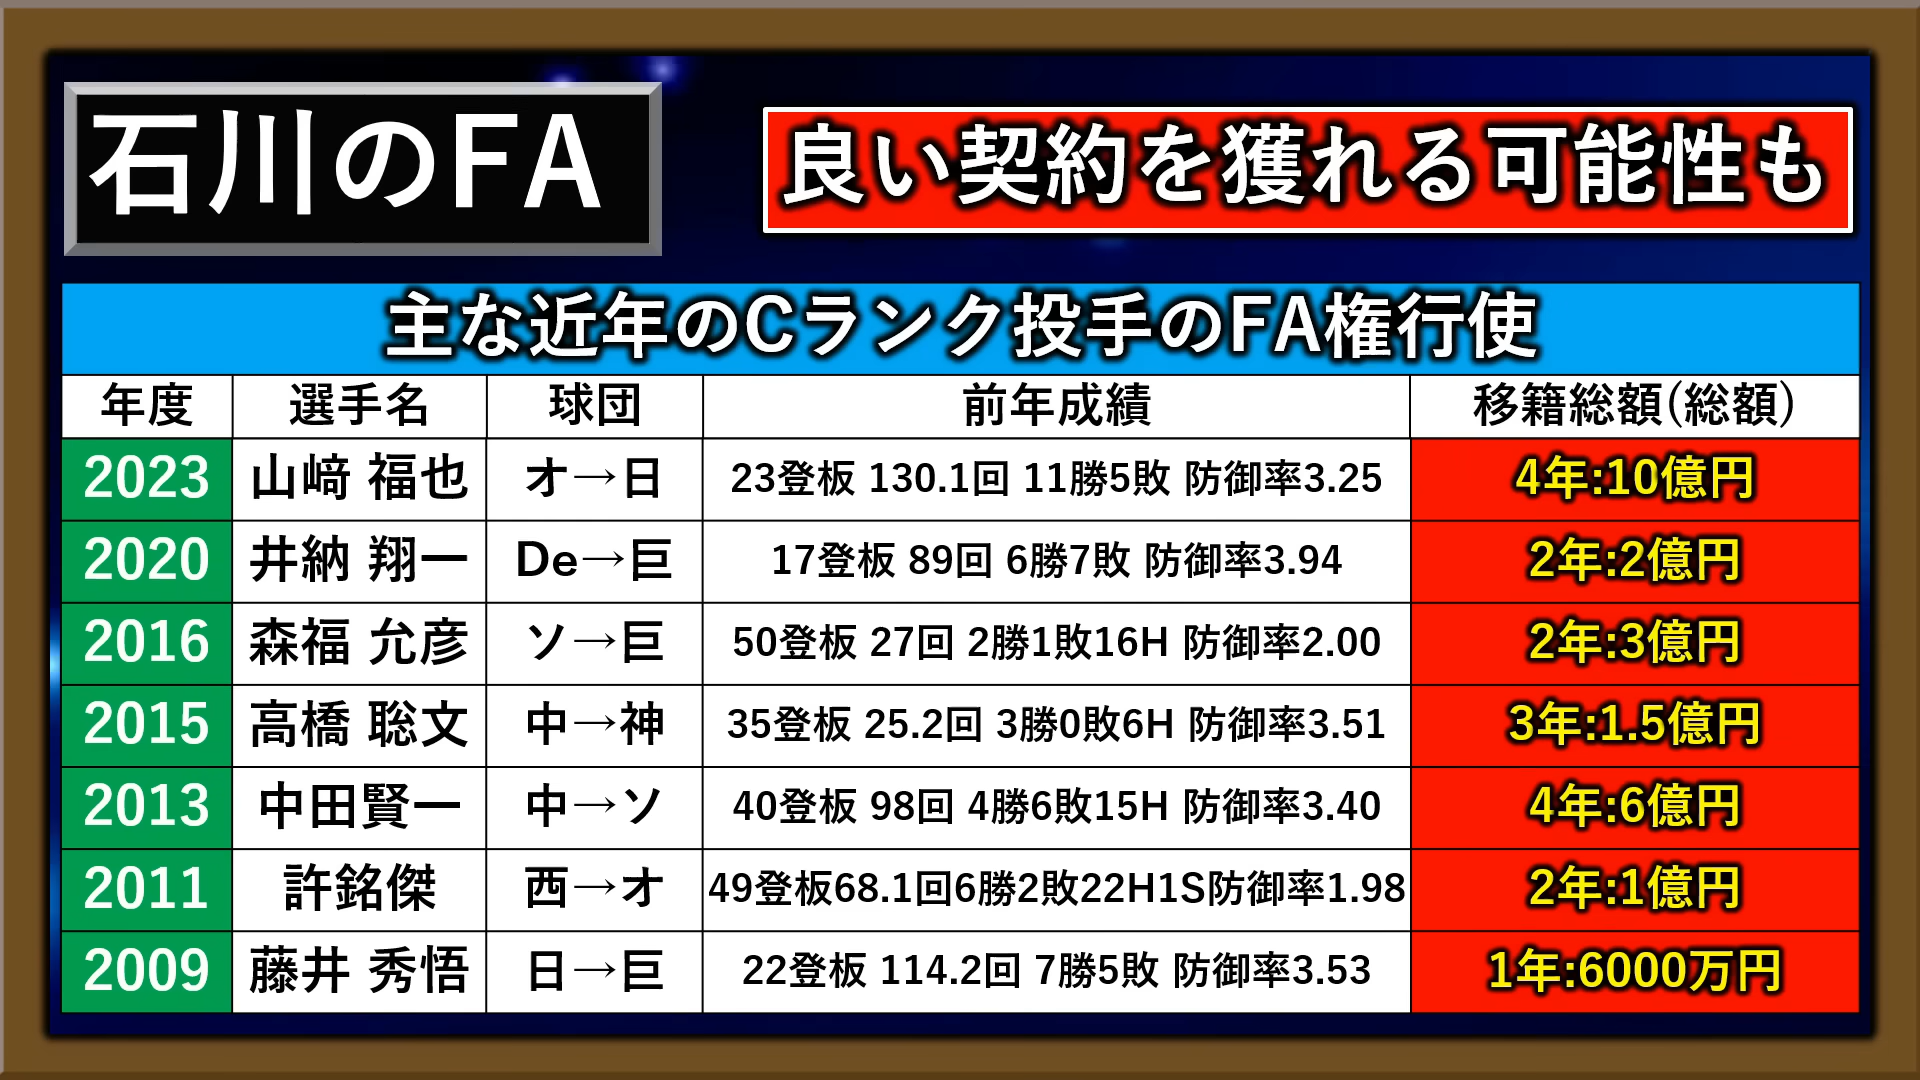 石川のFA
良い契約を獲れる可能性も
主な近年のCランク投手のFA権行使
年度 選手名 球団 前年成績 移籍総額(総額)
2023 山﨑 福也 オ→日 23登板 130.1回 11勝5敗 防御率3.25 4年:10億円
2020 井納 翔一 De→巨 17登板 89回 6勝7敗 防御率3.94 2年:2億円
2016 森福 允彦 ソ→巨 50登板 27回 2勝1敗16H 防御率2.00 2年:3億円
2015 高橋 聡文 中→神 35登板 25.2回 3勝0敗6H 防御率3.51 3年:1.5億円
2013 中田賢一 中→ソ 40登板 98回 4勝6敗15H 防御率3.40 4年:6億円
2011 許銘傑 西→オ 49登板68.1回6勝2敗22H1S防御率1.98 2年:1億円
2009 藤井 秀悟 日→巨 22登板 114.2回 7勝5敗 防御率3.53 1年:6000万円